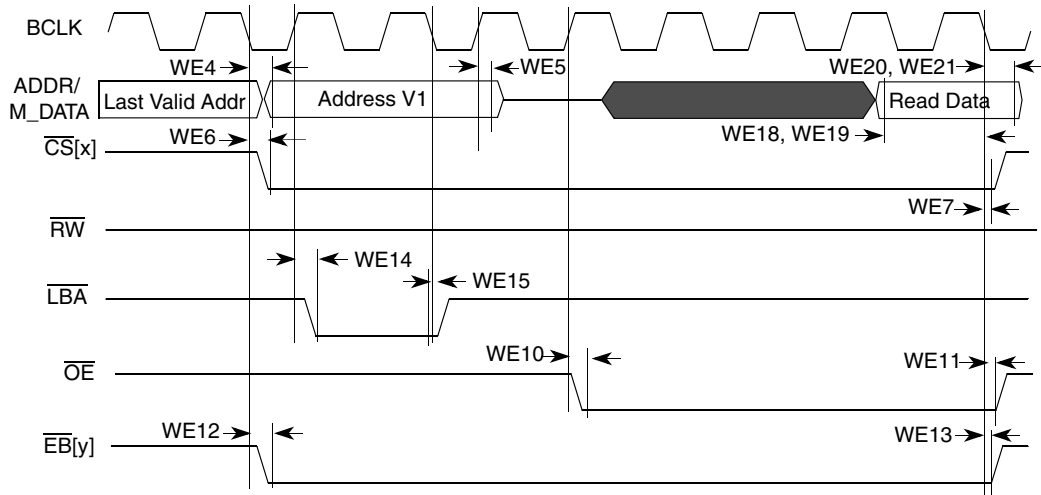 BCLK
WE4
WE5
WE20, WE21
ADDR/
M_DATA
Last Valid Addr
Address V1
Read Data
WE6
WE18, WE19
CS[x]
WE7
RW
WE14
WE15
LBA
WE10
WE11
OE
WE12
WE13
EB[y]